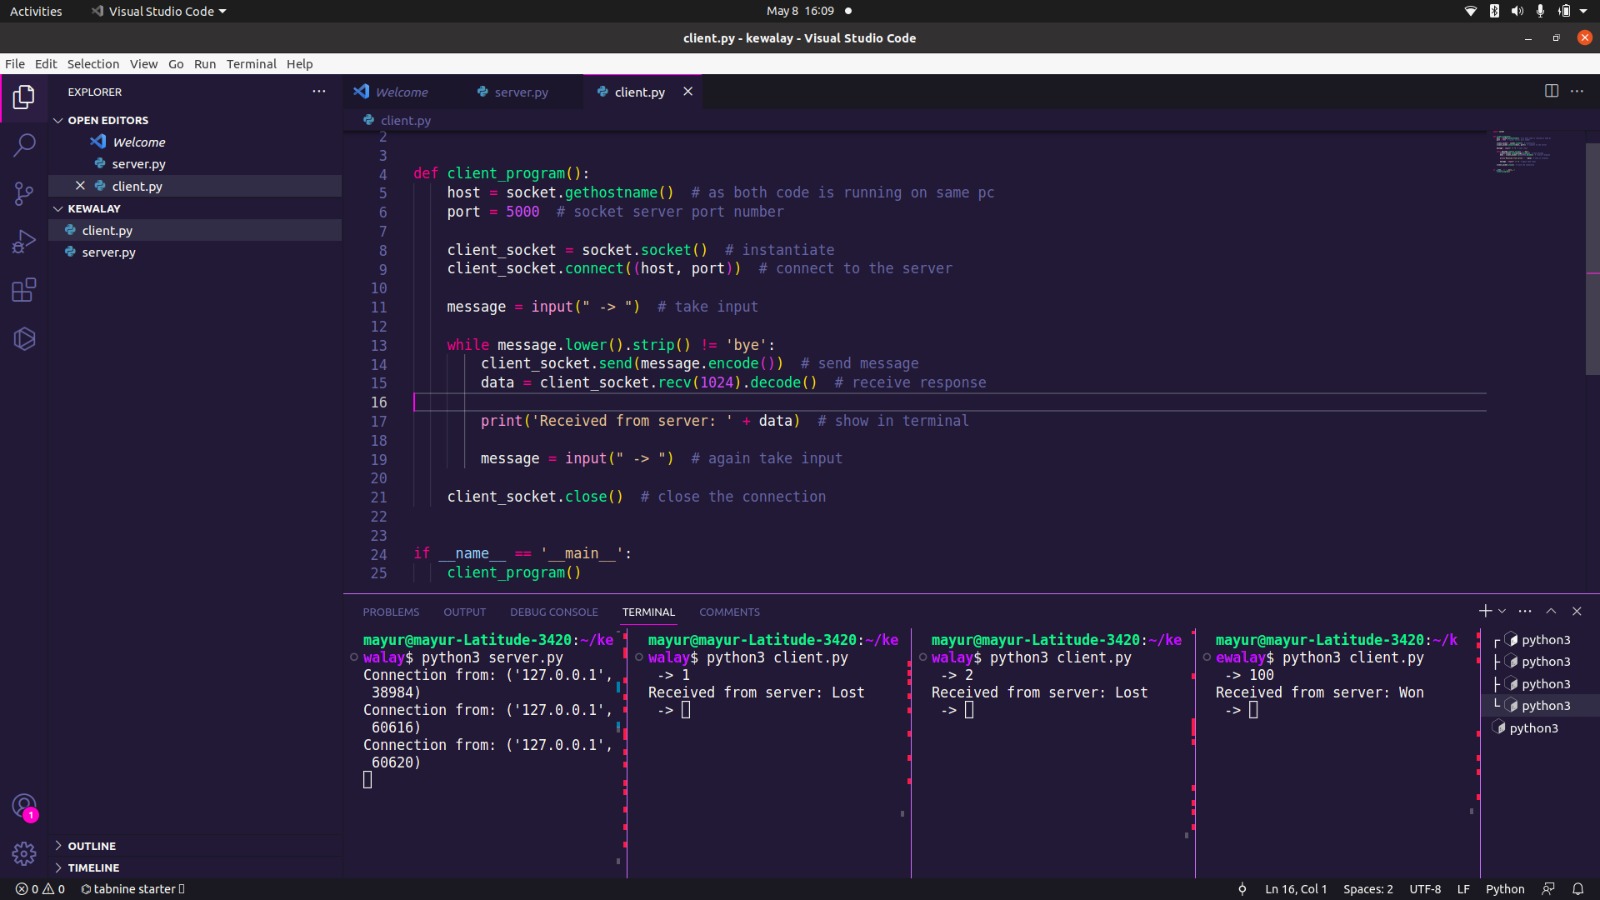 Activities
Visual Studio Code
May 8 16:09
client.py - kewalay - Visual Studio Code
File Edit Selection View Go Run Terminal Help
EXPLORER
OPEN EDITORS
Welcome
server.py
client.py
KEWALAY
client.py
server.py
OUTLINE
TIMELINE
Welcome
server.py
client.py
client.py
2
3
4 def client_program():
5 host = socket.gethostname() # as both code is running on same pc
6 port = 5000 # socket server port number
7
8 client_socket = socket.socket() # instantiate
9 client_socket.connect((host, port)) # connect to the server
10
11 message = input(" -> ") # take input
12
13 while message.lower().strip() != 'bye':
14 client_socket.send(message.encode()) # send message
15 data = client_socket.recv(1024).decode() # receive response
16
17 print('Received from server: ' + data) # show in terminal
18
19 message = input(" -> ") # again take input
20
21 client_socket.close() # close the connection
22
23
24 if __name__ == '__main__':
25 client_program()
PROBLEMS OUTPUT DEBUG CONSOLE TERMINAL COMMENTS
mayur@mayur-Latitude-3420:~/ke
walay$ python3 server.py
Connection from: ('127.0.0.1',
38984)
Connection from: ('127.0.0.1',
60616)
Connection from: ('127.0.0.1',
60620)
mayur@mayur-Latitude-3420:~/ke
walay$ python3 client.py
-> 1
Received from server: Lost
->
mayur@mayur-Latitude-3420:~/ke
walay$ python3 client.py
-> 2
Received from server: Lost
->
mayur@mayur-Latitude-3420:~/k
ewalay$ python3 client.py
-> 100
Received from server: Won
->
python3
python3
python3
python3
python3
1
0 0 tabnine starter
Ln 16, Col 1 Spaces: 2 UTF-8 LF Python